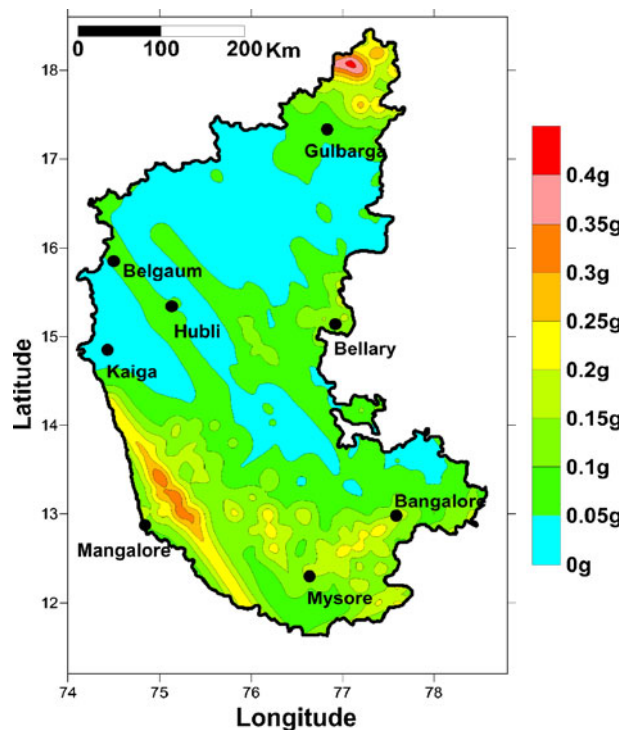 0 100 200 Km
18
17
16
15
14
13
12
Latitude
74 75 76 77 78
Longitude
Gulbarga
Belgaum
Hubli
Bellary
Kaiga
Bangalore
Mangalore
Mysore
0.4g
0.35g
0.3g
0.25g
0.2g
0.15g
0.1g
0.05g
0g